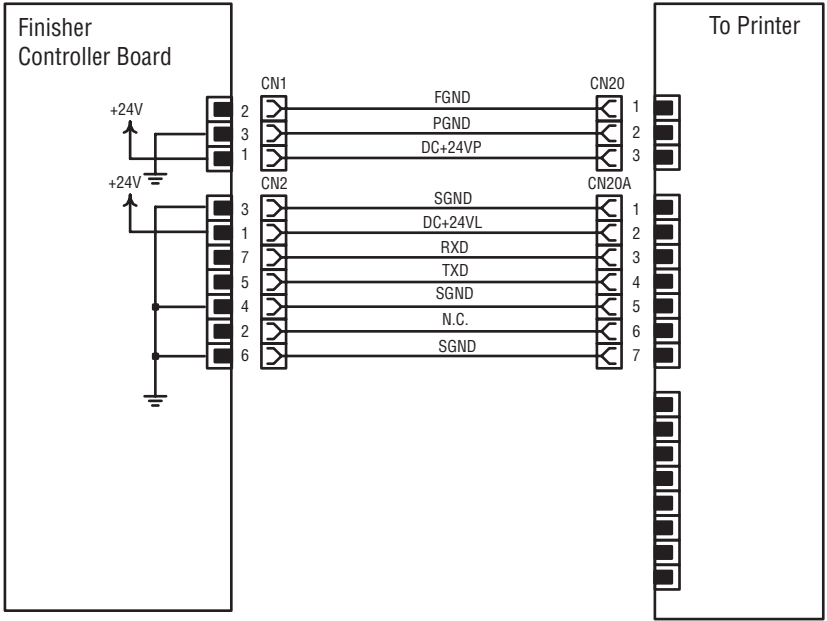 Finisher
Controller Board
To Printer
CN1
CN20
+24V
2
FGND
1
3
PGND
2
1
DC+24VP
3
+24V
CN2
CN20A
3
SGND
1
1
DC+24VL
2
7
RXD
3
5
TXD
4
4
SGND
5
2
N.C.
6
6
SGND
7